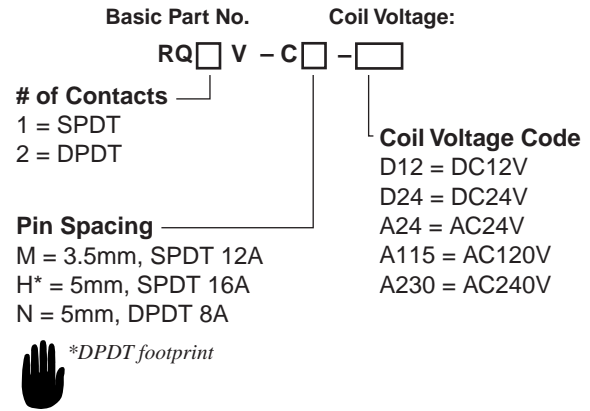 Basic Part No. Coil Voltage:
RQ□ V – C□ –□
# of Contacts
1 = SPDT
2 = DPDT
Coil Voltage Code
D12 = DC12V
D24 = DC24V
A24 = AC24V
A115 = AC120V
A230 = AC240V
Pin Spacing
M = 3.5mm, SPDT 12A
H* = 5mm, SPDT 16A
N = 5mm, DPDT 8A
*DPDT footprint